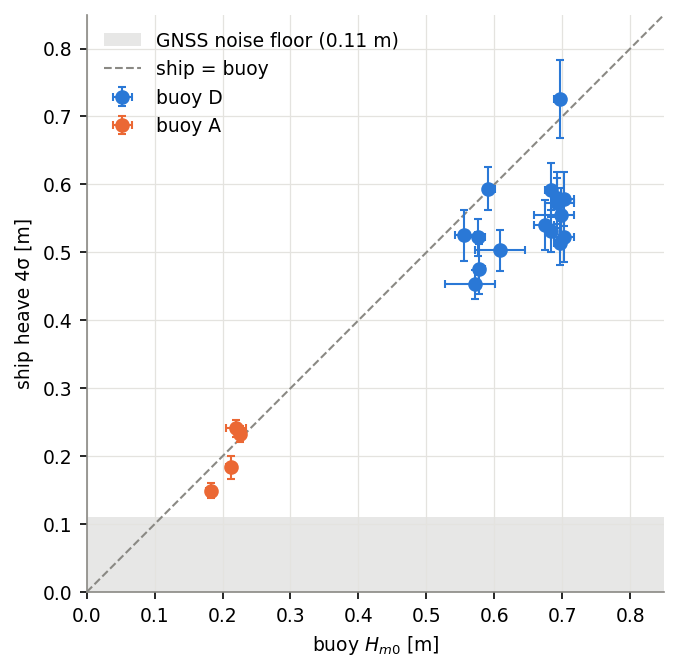 GNSS noise floor (0.11 m)
ship = buoy
buoy D
buoy A
ship heave 4σ [m]
0.8
0.7
0.6
0.5
0.4
0.3
0.2
0.1
0.0
0.0 0.1 0.2 0.3 0.4 0.5 0.6 0.7 0.8
buoy Hm0 [m]